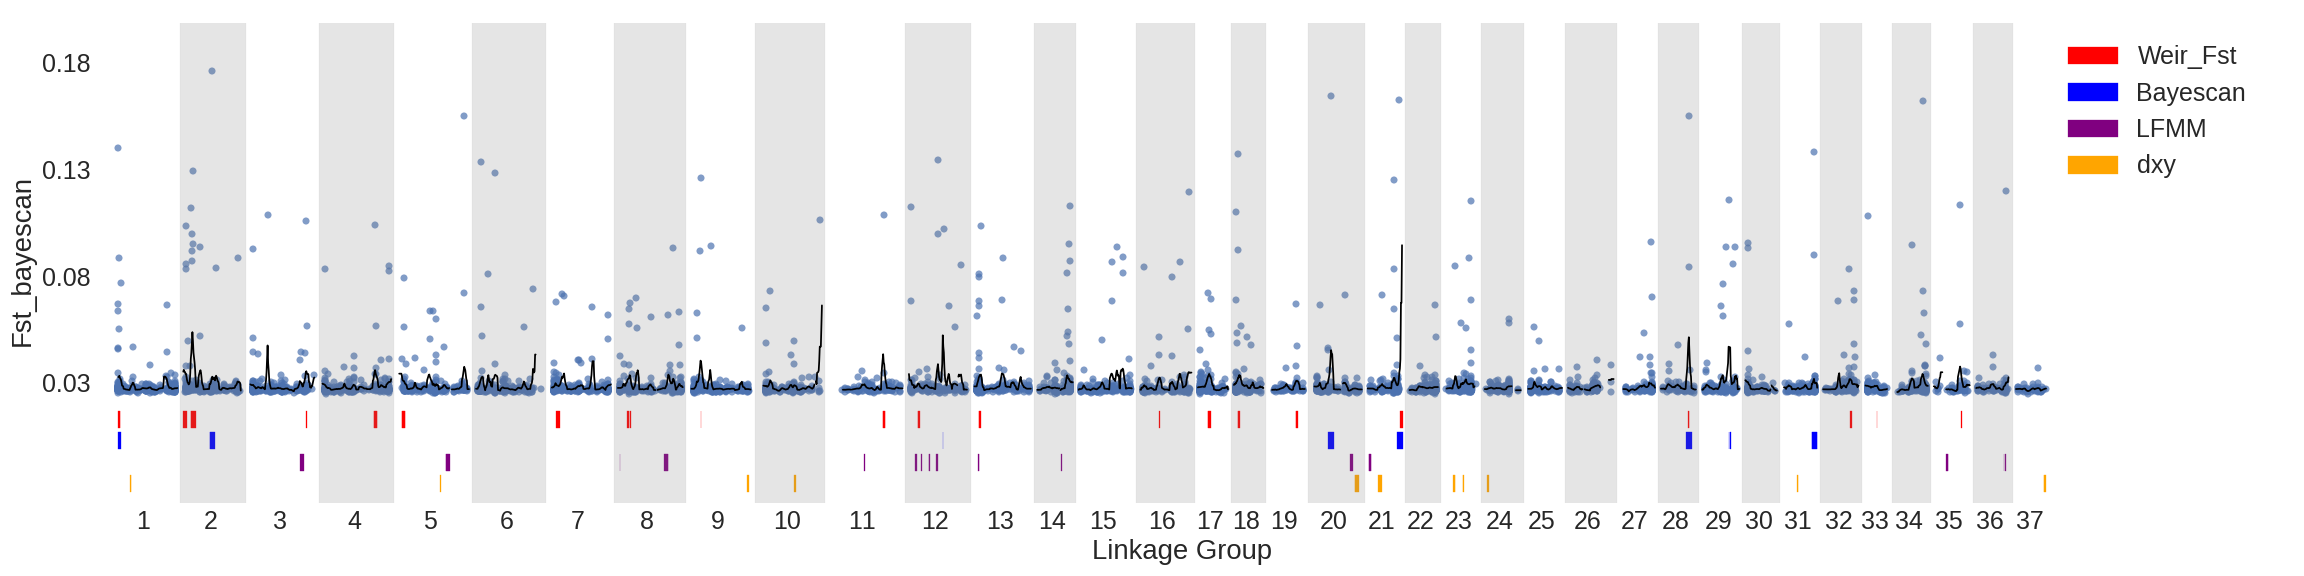 0.18
0.13
0.08
0.03
Fst_bayescan
Weir_Fst
Bayescan
LFMM
dxy
1 2 3 4 5 6 7 8 9 10 11 12 13 14 15 16 17 18 19 20 21 22 23 24 25 26 27 28 29 30 31 32 33 34 35 36 37
Linkage Group